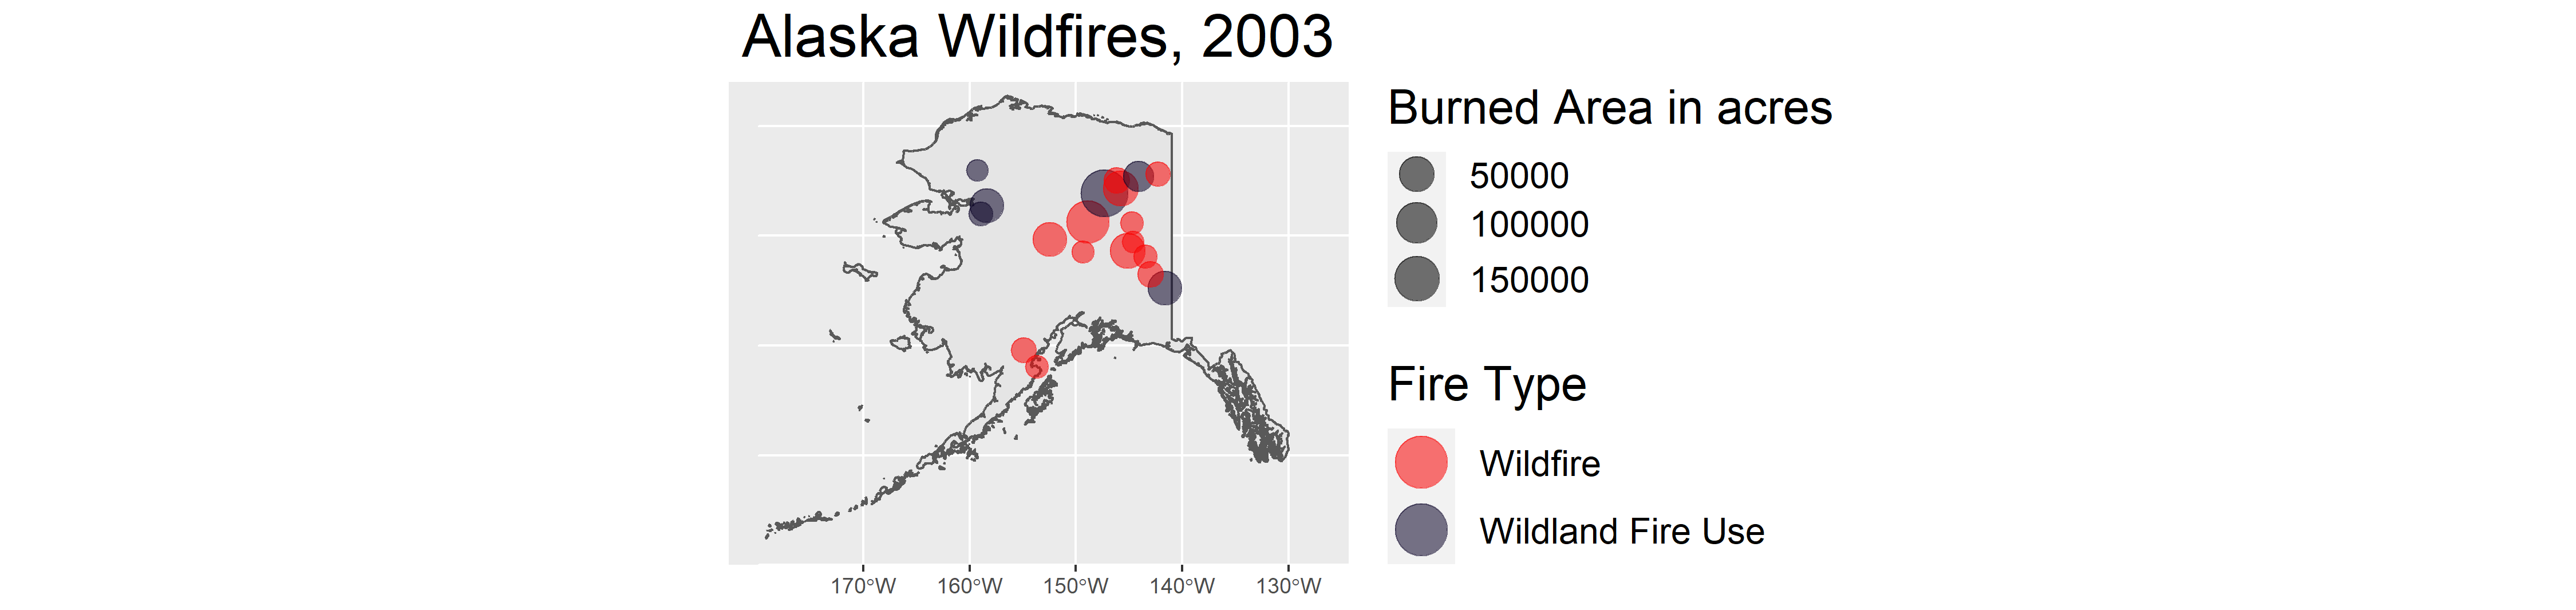 Alaska Wildfires, 2003
Burned Area in acres
50000
100000
150000
Fire Type
Wildfire
Wildland Fire Use
170°W 160°W 150°W 140°W 130°W